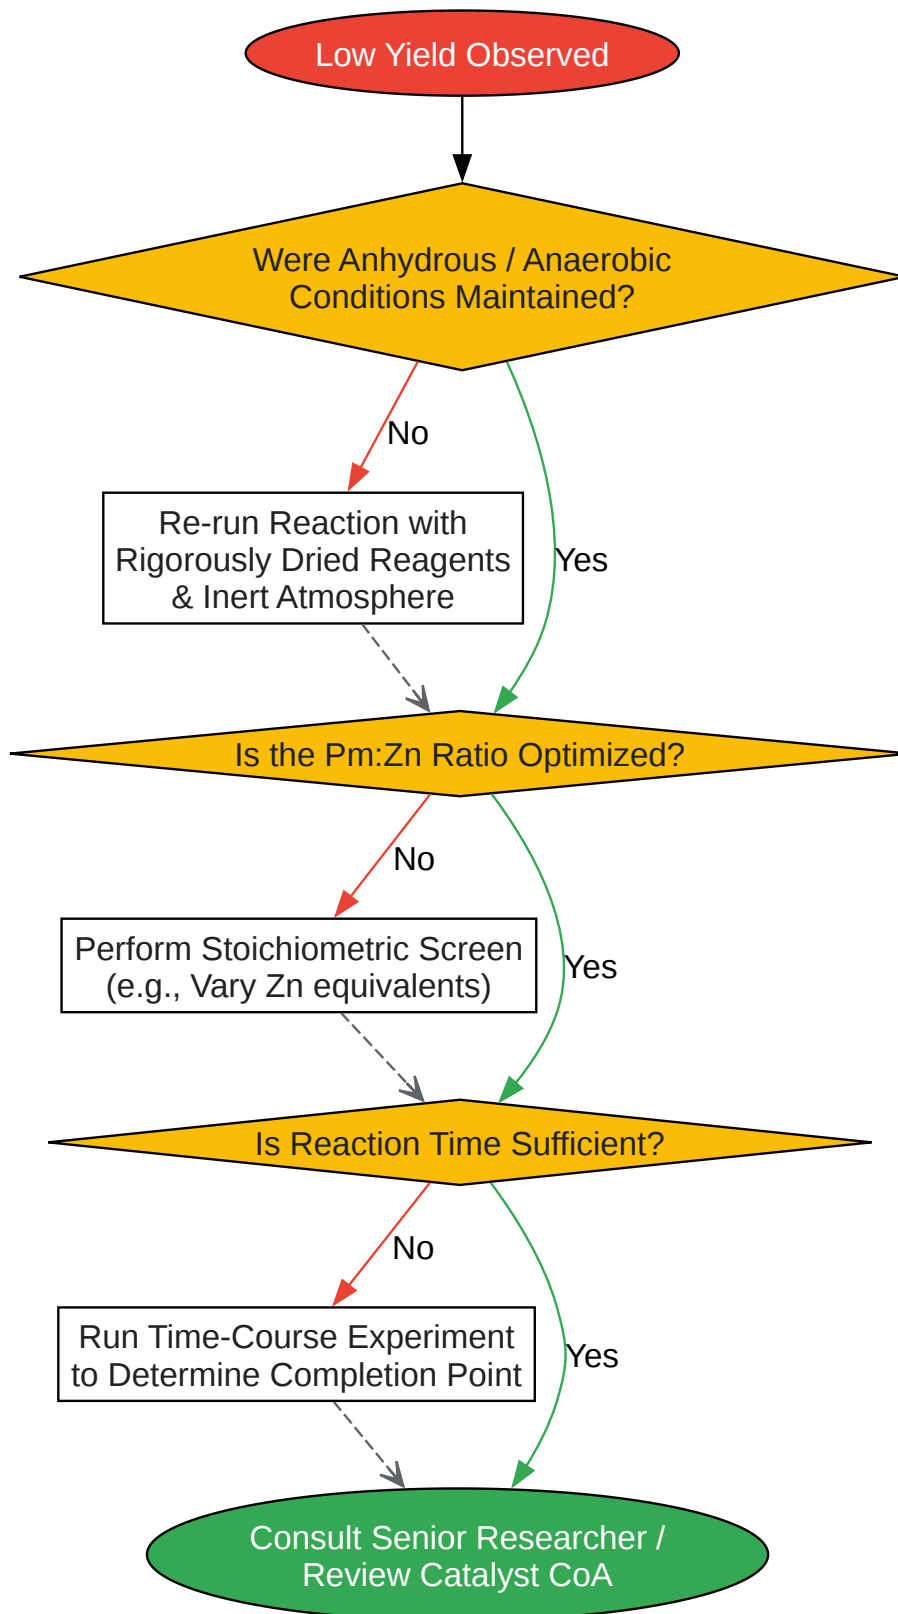 Low Yield Observed
Were Anhydrous / Anaerobic
Conditions Maintained?
No
Re-run Reaction with
Rigorously Dried Reagents
& Inert Atmosphere
Yes
Is the Pm:Zn Ratio Optimized?
No
Perform Stoichiometric Screen
(e.g., Vary Zn equivalents)
Yes
Is Reaction Time Sufficient?
No
Run Time-Course Experiment
to Determine Completion Point
Yes
Consult Senior Researcher /
Review Catalyst CoA